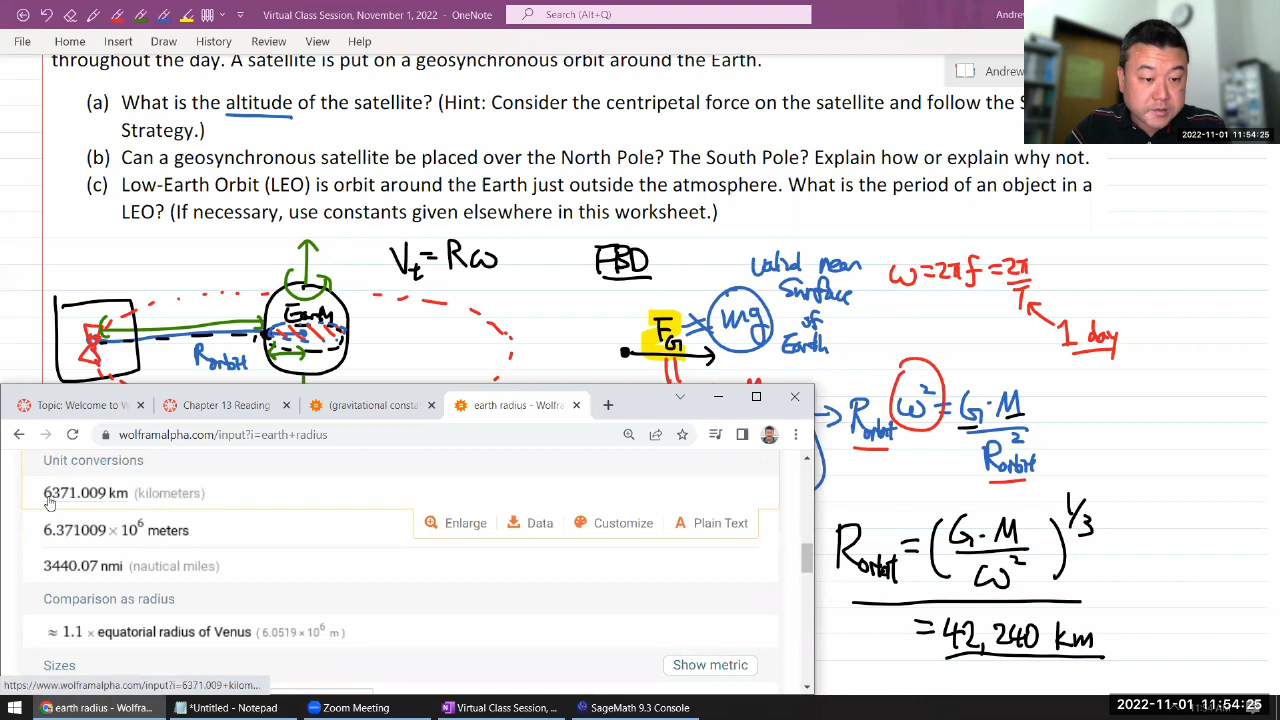 Virtual Class Session, November 1, 2022 - OneNote
Search (Alt+Q)
Andrew
File Home Insert Draw History Review View Help
throughout the day. A satellite is put on a geosynchronous orbit around the Earth.
Andrew
(a) What is the altitude of the satellite? (Hint: Consider the centripetal force on the satellite and follow the S
Strategy.)
2022-11-01 11:54:25
(b) Can a geosynchronous satellite be placed over the North Pole? The South Pole? Explain how or explain why not.
(c) Low-Earth Orbit (LEO) is orbit around the Earth just outside the atmosphere. What is the period of an object in a
LEO? (If necessary, use constants given elsewhere in this worksheet.)
Vt = Rω
FBD
valid near
Surface
of
Earth
ω = 2πf = 2π/T
1 day
Earth
Rorbit
FG
mg
Rorbit ω² = G·M / R²orbit
Rorbit = (G·M / ω²)^1/3
= 42,240 km
Topic: Welcome to W
Chapter Reading
(gravitational consta
earth radius - Wolfra
wolframalpha.com/input?i=earth+radius
Unit conversions
6371.009 km (kilometers)
6.371009×10⁶ meters
Enlarge Data Customize Plain Text
3440.07 nmi (nautical miles)
Comparison as radius
≈ 1.1 × equatorial radius of Venus (6.0519×10⁶ m)
Sizes
Show metric
https://www.wolframalpha.com/input?i=6371.009+kilom...
earth radius - Wolfra...
*Untitled - Notepad
Zoom Meeting
Virtual Class Session, ...
SageMath 9.3 Console
2022-11-01 11:54:25